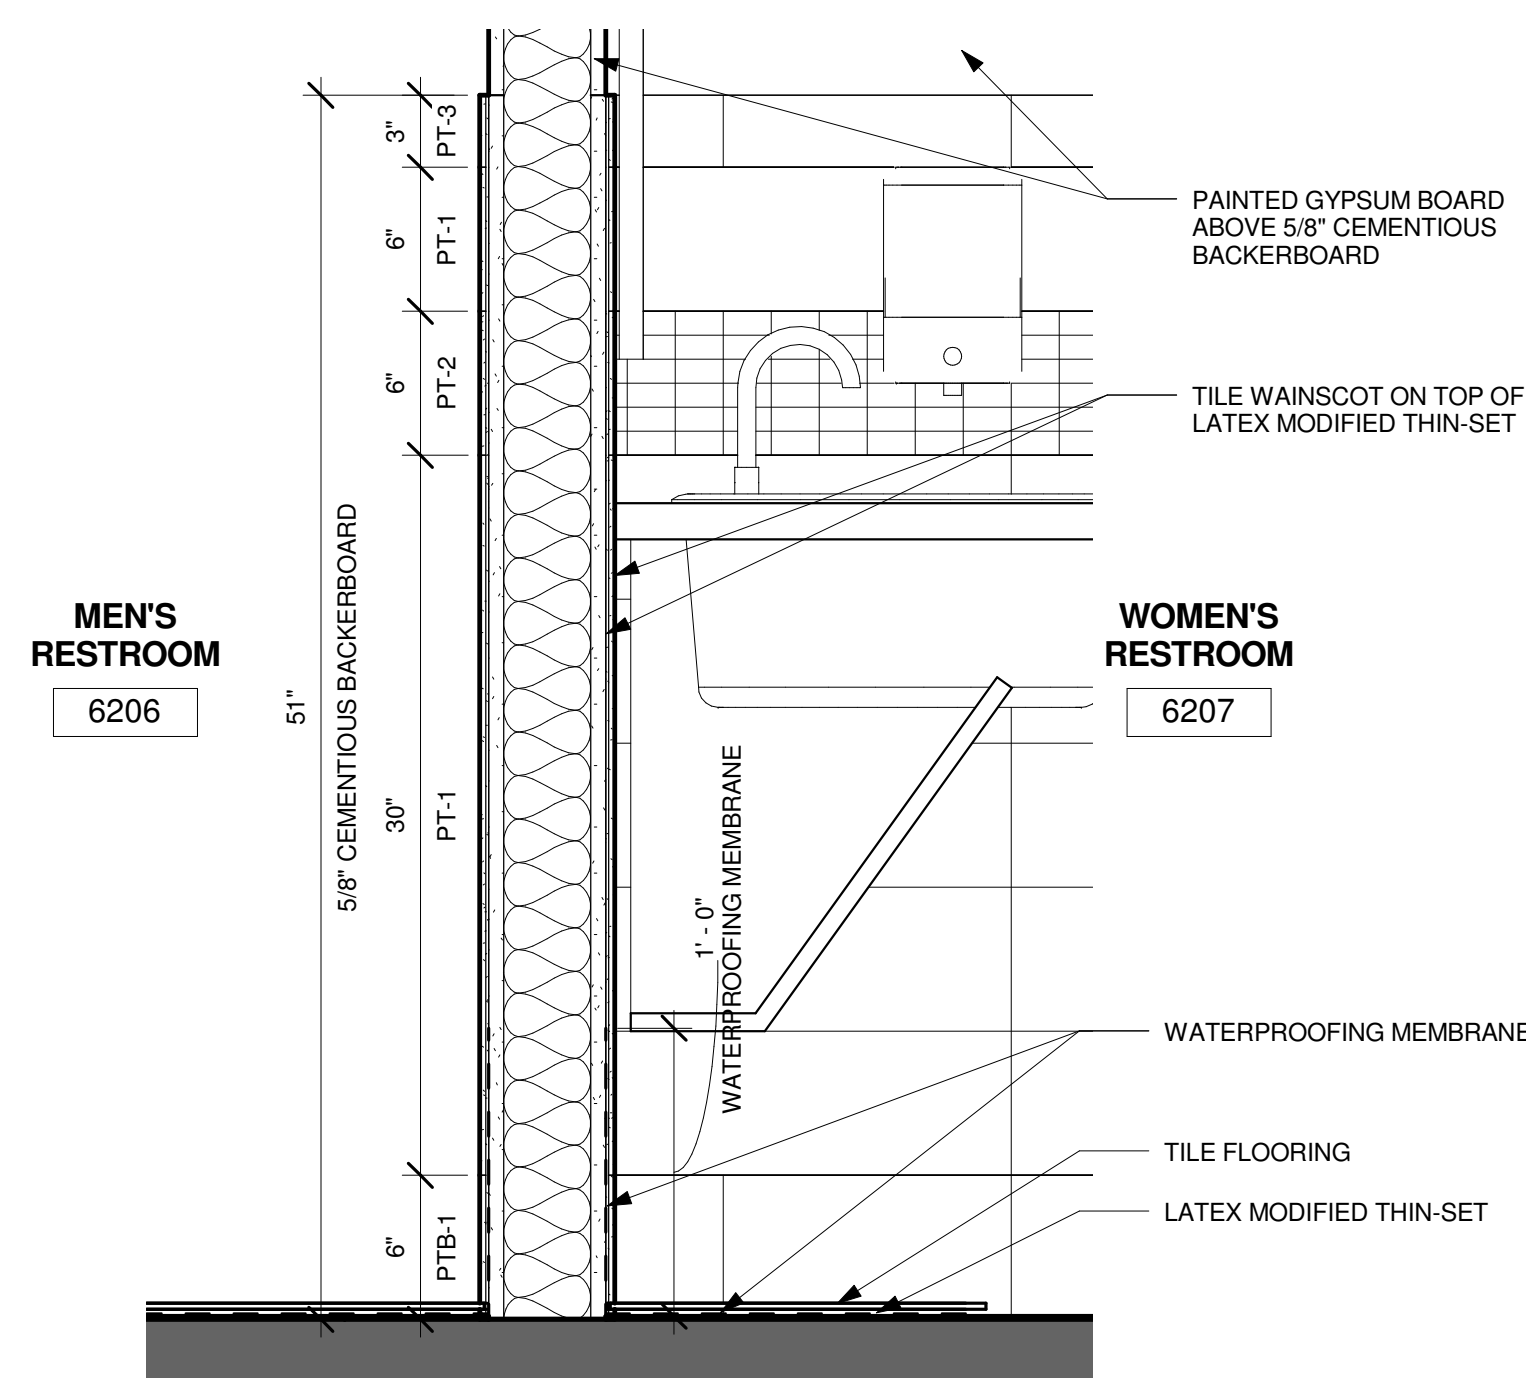 3"
PT-3
6"
PT-1
6"
PT-2
51"
5/8" CEMENTIOUS BACKERBOARD
30"
PT-1
6"
PTB-1
MEN'S
RESTROOM
6206
1' - 0"
WATERPROOFING MEMBRANE
WOMEN'S
RESTROOM
6207
PAINTED GYPSUM BOARD
ABOVE 5/8" CEMENTIOUS
BACKERBOARD
TILE WAINSCOT ON TOP OF
LATEX MODIFIED THIN-SET
WATERPROOFING MEMBRANE
TILE FLOORING
LATEX MODIFIED THIN-SET